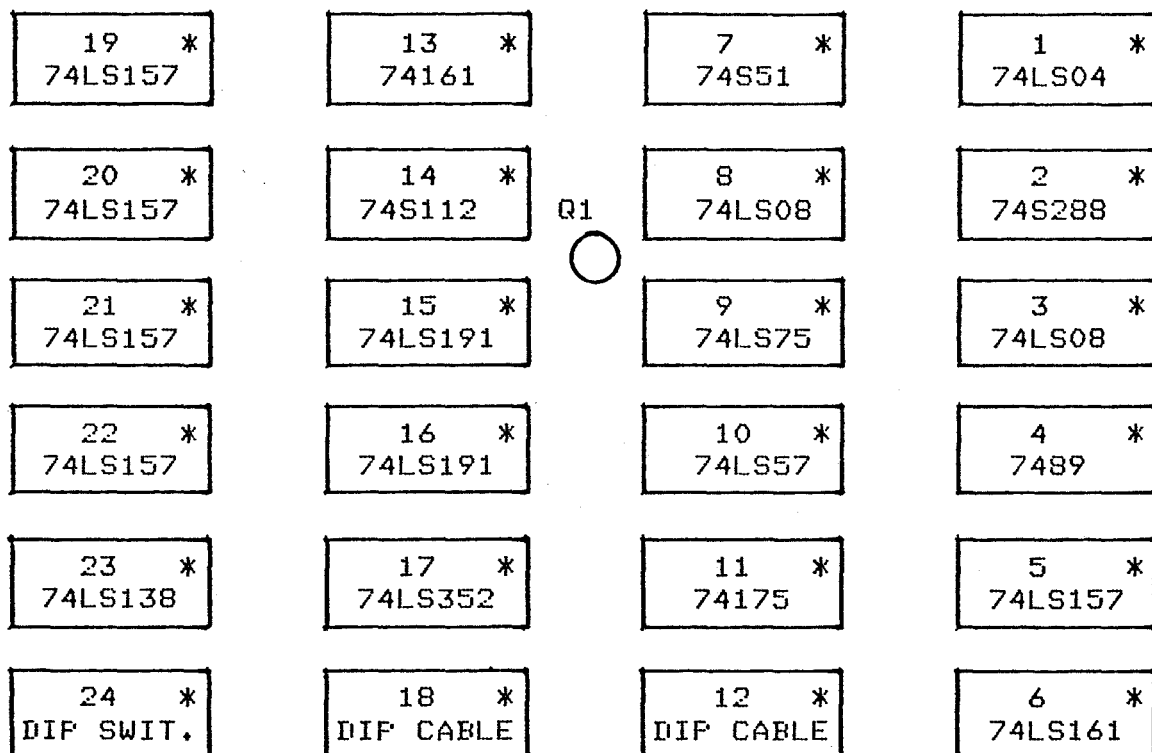 19 *
74LS157
13 *
74161
7 *
74S51
1 *
74LS04
20 *
74LS157
14 *
74S112
Q1
8 *
74LS08
2 *
74S288
21 *
74LS157
15 *
74LS191
9 *
74LS75
3 *
74LS08
22 *
74LS157
16 *
74LS191
10 *
74LS57
4 *
7489
23 *
74LS138
17 *
74LS352
11 *
74175
5 *
74LS157
24 *
DIP SWIT.
18 *
DIP CABLE
12 *
DIP CABLE
6 *
74LS161